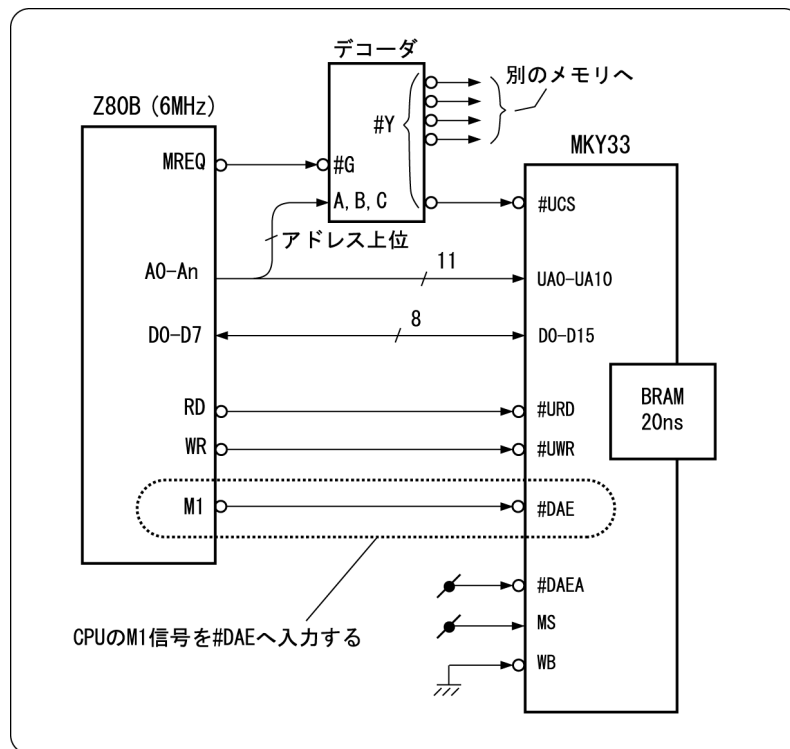 デコーダ
別のメモリへ
Z80B (6MHz)
#Y
MKY33
MREQ
#G
A, B, C
#UCS
アドレス上位
A0-An
11
UA0-UA10
D0-D7
8
D0-D15
BRAM
20ns
RD
#URD
WR
#UWR
M1
#DAE
#DAEA
CPUのM1信号を#DAEへ入力する
MS
WB